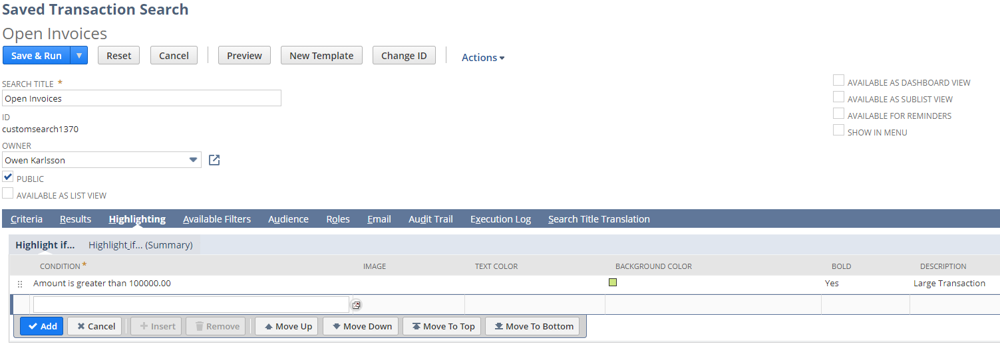 Saved Transaction Search
Open Invoices
Save & Run Reset Cancel Preview New Template Change ID Actions
SEARCH TITLE *
Open Invoices
ID
customsearch1370
OWNER
Owen Karlsson
PUBLIC
AVAILABLE AS LIST VIEW
AVAILABLE AS DASHBOARD VIEW
AVAILABLE AS SUBLIST VIEW
AVAILABLE FOR REMINDERS
SHOW IN MENU
Criteria Results Highlighting Available Filters Audience Roles Email Audit Trail Execution Log Search Title Translation
Highlight if... Highlight if... (Summary)
CONDITION * IMAGE TEXT COLOR BACKGROUND COLOR BOLD DESCRIPTION
Amount is greater than 100000.00 Yes Large Transaction
Add Cancel Insert Remove Move Up Move Down Move To Top Move To Bottom